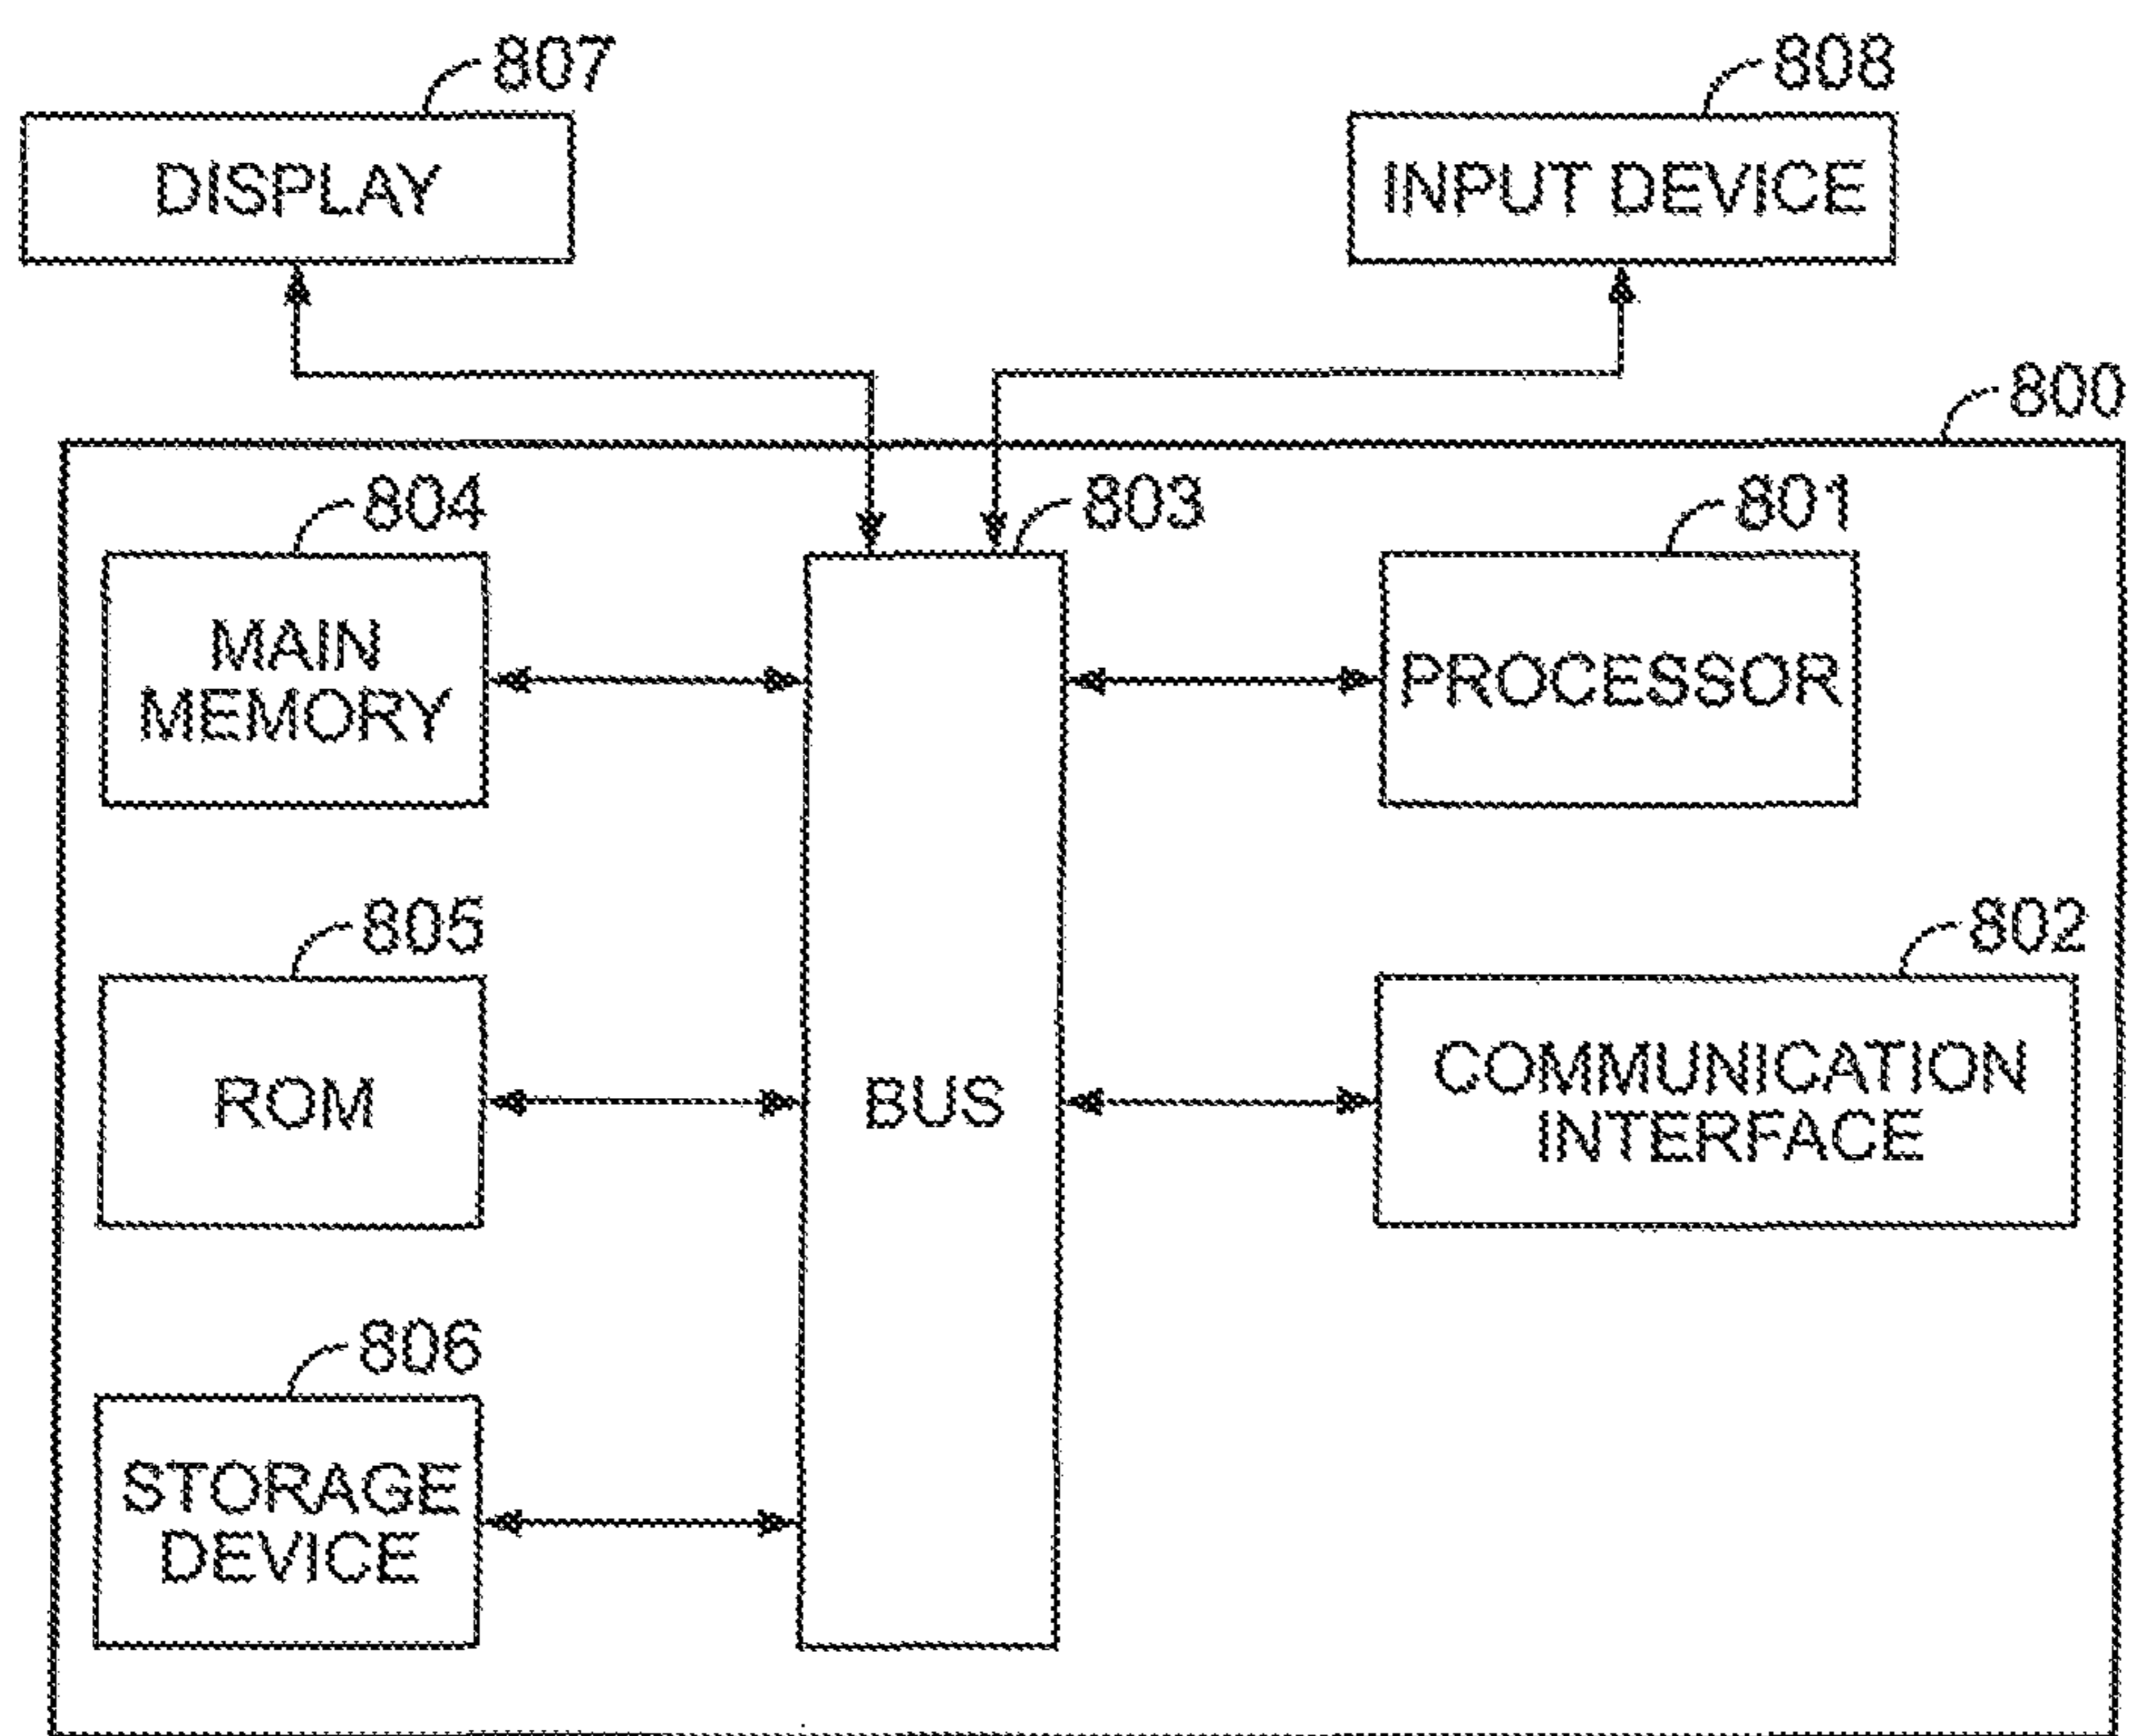 807
808
DISPLAY
INPUT DEVICE
800
804
803
801
MAIN
MEMORY
PROCESSOR
805
802
ROM
BUS
COMMUNICATION
INTERFACE
806
STORAGE
DEVICE